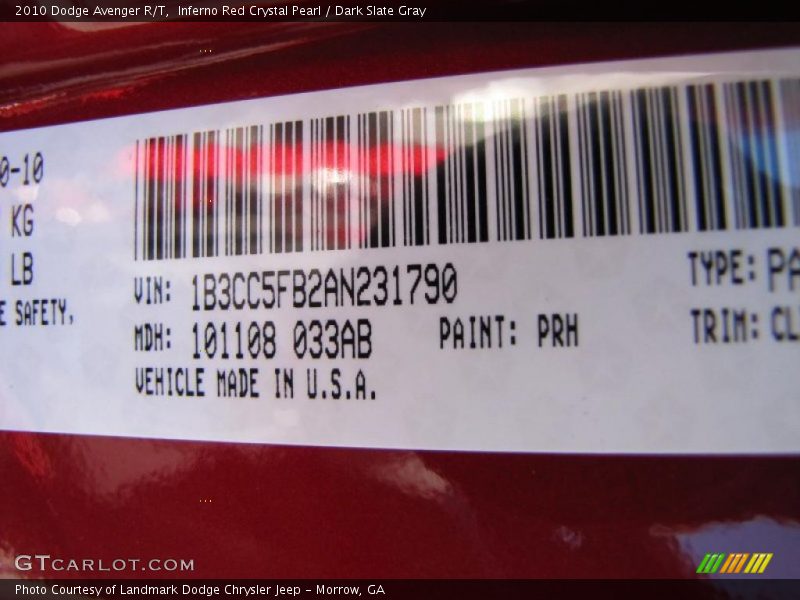 2010 Dodge Avenger R/T, Inferno Red Crystal Pearl / Dark Slate Gray
0-10
KG
LB
E SAFETY,
VIN: 1B3CC5FB2AN231790
TYPE: PA
MDH: 101108 033AB PAINT: PRH
TRIM: CL
VEHICLE MADE IN U.S.A.
GTCARLOT.COM
Photo Courtesy of Landmark Dodge Chrysler Jeep - Morrow, GA